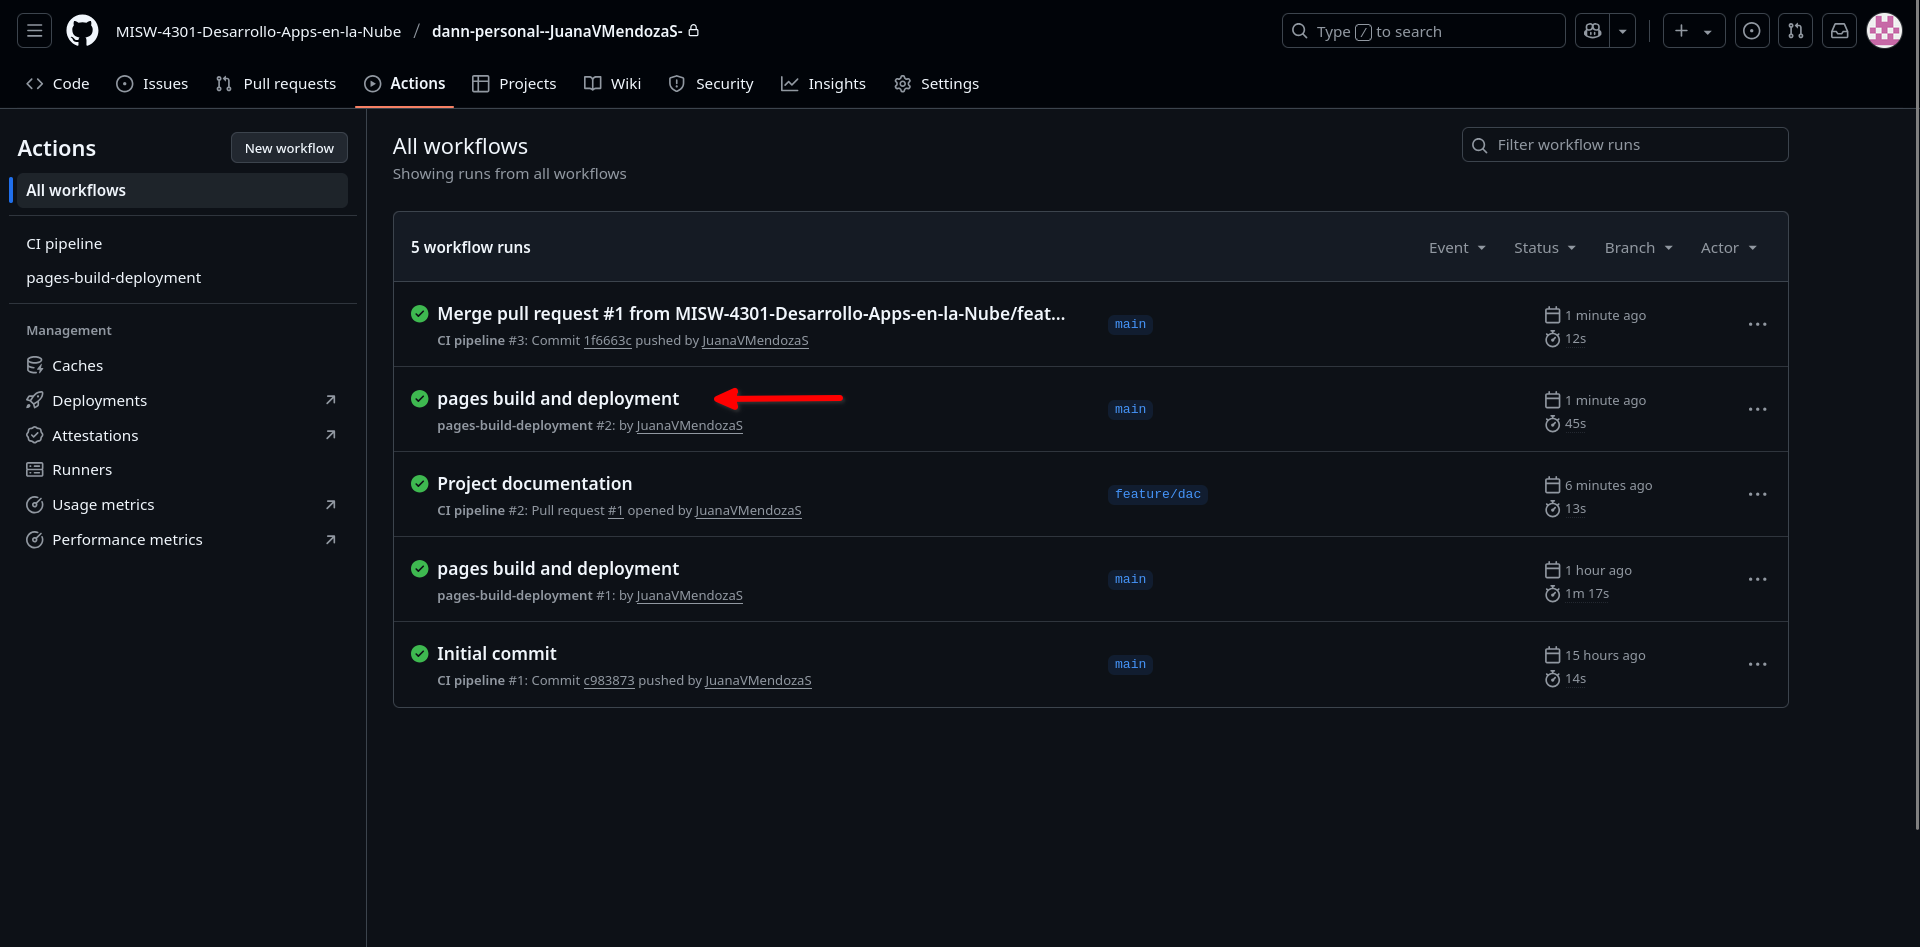 MISW-4301-Desarrollo-Apps-en-la-Nube / dann-personal--JuanaVMendozaS-
Type / to search
Code
Issues
Pull requests
Actions
Projects
Wiki
Security
Insights
Settings
Actions
New workflow
All workflows
CI pipeline
pages-build-deployment
Management
Caches
Deployments
Attestations
Runners
Usage metrics
Performance metrics
All workflows
Showing runs from all workflows
Filter workflow runs
5 workflow runs
Event
Status
Branch
Actor
Merge pull request #1 from MISW-4301-Desarrollo-Apps-en-la-Nube/feat...
CI pipeline #3: Commit 1f6663c pushed by JuanaVMendozaS
main
1 minute ago
12s
pages build and deployment
pages-build-deployment #2: by JuanaVMendozaS
main
1 minute ago
45s
Project documentation
CI pipeline #2: Pull request #1 opened by JuanaVMendozaS
feature/dac
6 minutes ago
13s
pages build and deployment
pages-build-deployment #1: by JuanaVMendozaS
main
1 hour ago
1m 17s
Initial commit
CI pipeline #1: Commit c983873 pushed by JuanaVMendozaS
main
15 hours ago
14s